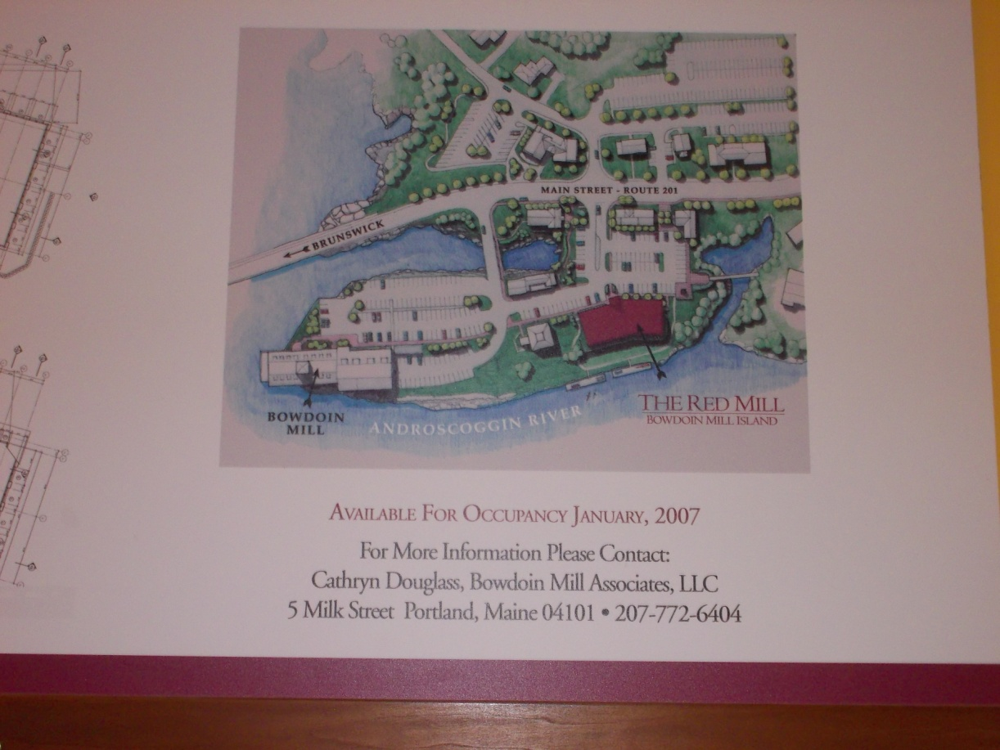 MAIN STREET - ROUTE 201
BRUNSWICK
BOWDOIN
MILL
ANDROSCOGGIN RIVER
THE RED MILL
BOWDOIN MILL ISLAND
AVAILABLE FOR OCCUPANCY JANUARY, 2007
For More Information Please Contact:
Cathryn Douglass, Bowdoin Mill Associates, LLC
5 Milk Street Portland, Maine 04101 • 207-772-6404